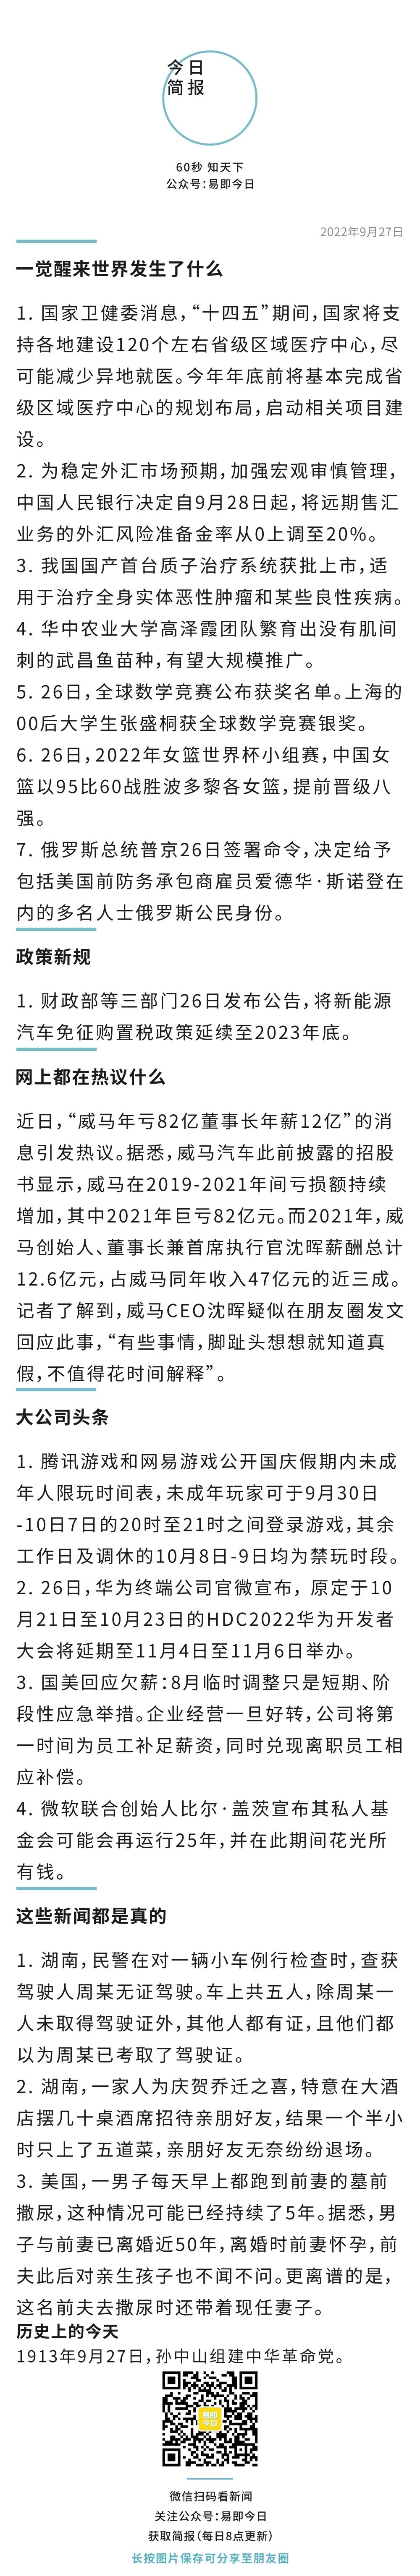 今日
简报
60秒 知天下
公众号：易即今日
2022年9月27日
一觉醒来世界发生了什么
1. 国家卫健委消息，“十四五”期间，国家将支
持各地建设120个左右省级区域医疗中心，尽
可能减少异地就医。今年年底前将基本完成省
级区域医疗中心的规划布局，启动相关项目建
设。
2. 为稳定外汇市场预期，加强宏观审慎管理，
中国人民银行决定自9月28日起，将远期售汇
业务的外汇风险准备金率从0上调至20%。
3. 我国国产首台质子治疗系统获批上市，适
用于治疗全身实体恶性肿瘤和某些良性疾病。
4. 华中农业大学高泽霞团队繁育出没有肌间
刺的武昌鱼苗种，有望大规模推广。
5. 26日，全球数学竞赛公布获奖名单。上海的
00后大学生张盛桐获全球数学竞赛银奖。
6. 26日，2022年女篮世界杯小组赛，中国女
篮以95比60战胜波多黎各女篮，提前晋级八
强。
7. 俄罗斯总统普京26日签署命令，决定给予
包括美国前防务承包商雇员爱德华·斯诺登在
内的多名人士俄罗斯公民身份。
政策新规
1. 财政部等三部门26日发布公告，将新能源
汽车免征购置税政策延续至2023年底。
网上都在热议什么
近日，“威马年亏82亿董事长年薪12亿”的消
息引发热议。据悉，威马汽车此前披露的招股
书显示，威马在2019-2021年间亏损额持续
增加，其中2021年巨亏82亿元。而2021年，威
马创始人、董事长兼首席执行官沈晖薪酬总计
12.6亿元，占威马同年收入47亿元的近三成。
记者了解到，威马CEO沈晖疑似在朋友圈发文
回应此事，“有些事情，脚趾头想想就知道真
假，不值得花时间解释”。
大公司头条
1. 腾讯游戏和网易游戏公开国庆假期内未成
年人限玩时间表，未成年玩家可于9月30日
-10日7日的20时至21时之间登录游戏，其余
工作日及调休的10月8日-9日均为禁玩时段。
2. 26日，华为终端公司官微宣布，原定于10
月21日至10月23日的HDC2022华为开发者
大会将延期至11月4日至11月6日举办。
3. 国美回应欠薪：8月临时调整只是短期、阶
段性应急举措。企业经营一旦好转，公司将第
一时间为员工补足薪资，同时兑现离职员工相
应补偿。
4. 微软联合创始人比尔·盖茨宣布其私人基
金会可能会再运行25年，并在此期间花光所
有钱。
这些新闻都是真的
1. 湖南，民警在对一辆小车例行检查时，查获
驾驶人周某无证驾驶。车上共五人，除周某一
人未取得驾驶证外，其他人都有证，且他们都
以为周某已考取了驾驶证。
2. 湖南，一家人为庆贺乔迁之喜，特意在大酒
店摆几十桌酒席招待亲朋好友，结果一个半小
时只上了五道菜，亲朋好友无奈纷纷退场。
3. 美国，一男子每天早上都跑到前妻的墓前
撒尿，这种情况可能已经持续了5年。据悉，男
子与前妻已离婚近50年，离婚时前妻怀孕，前
夫此后对亲生孩子也不闻不问。更离谱的是，
这名前夫去撒尿时还带着现任妻子。
历史上的今天
1913年9月27日，孙中山组建中华革命党。
易即
今日
微信扫码看新闻
关注公众号：易即今日
获取简报（每日8点更新）
长按图片保存可分享至朋友圈